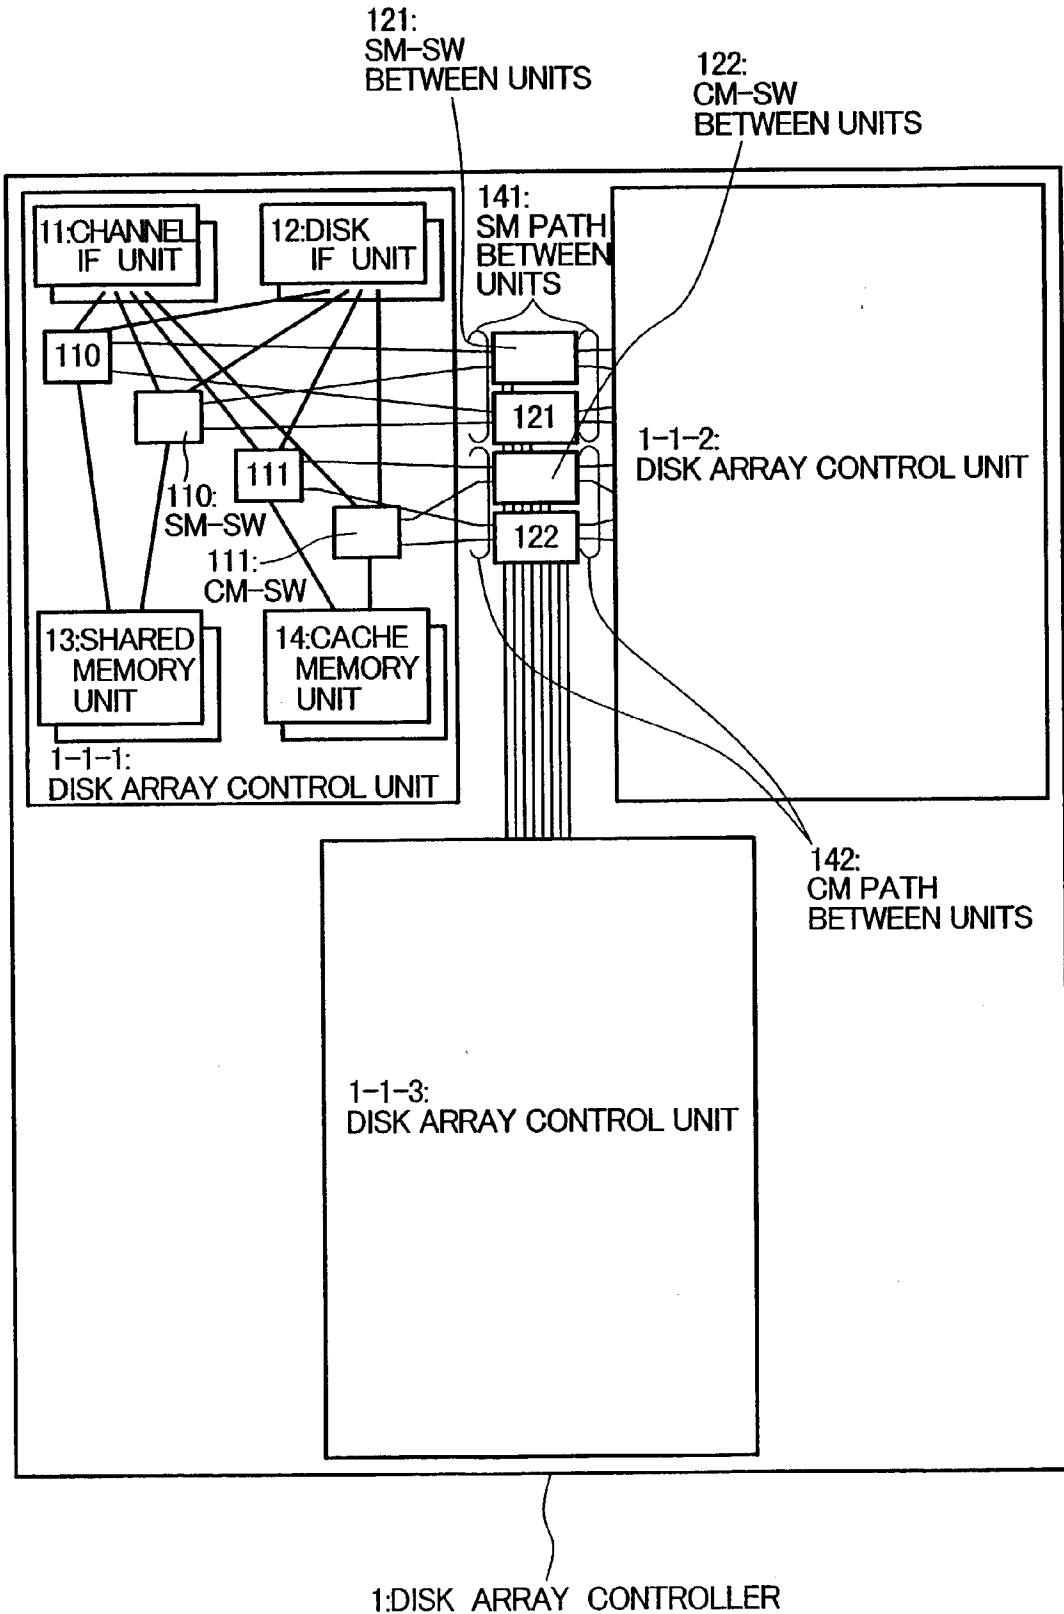 121:
SM-SW
BETWEEN UNITS
122:
CM-SW
BETWEEN UNITS
11:CHANNEL
IF UNIT
12:DISK
IF UNIT
141:
SM PATH
BETWEEN
UNITS
110
121
1-1-2:
DISK ARRAY CONTROL UNIT
111
110:
SM-SW
122
111:
CM-SW
13:SHARED
MEMORY
UNIT
14:CACHE
MEMORY
UNIT
1-1-1:
DISK ARRAY CONTROL UNIT
142:
CM PATH
BETWEEN UNITS
1-1-3:
DISK ARRAY CONTROL UNIT
1:DISK ARRAY CONTROLLER